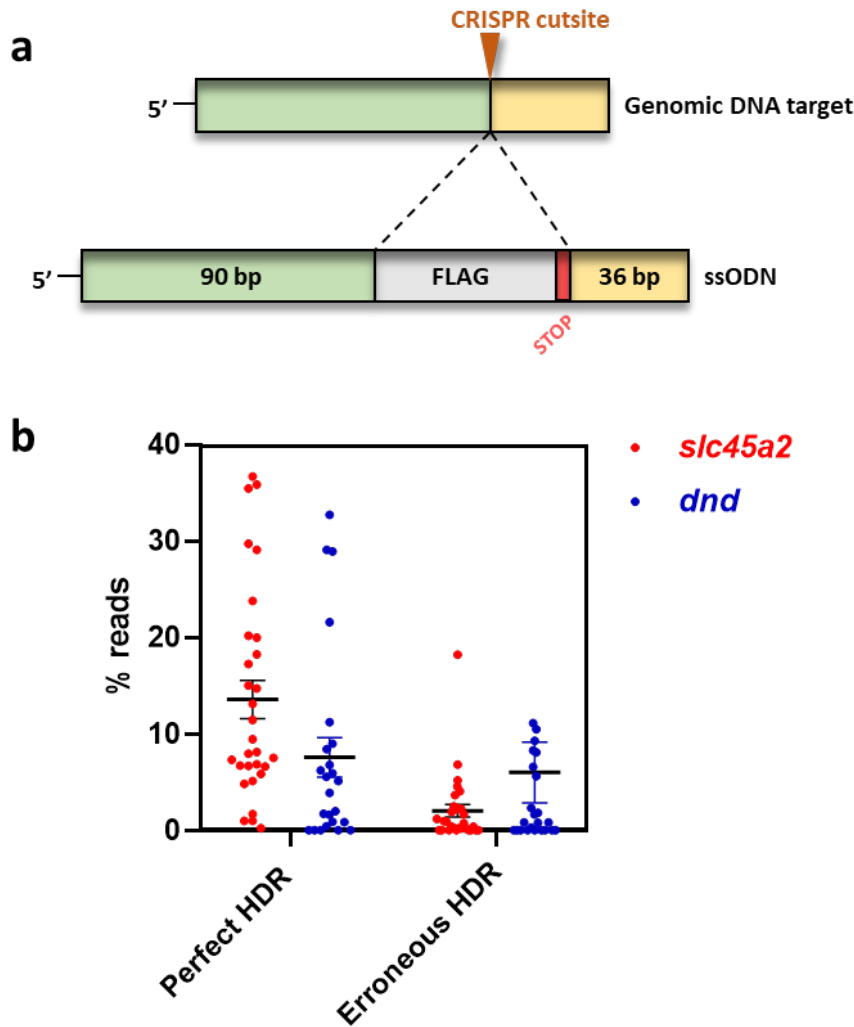 a
CRISPR cutsite
5’
Genomic DNA target
5’
90 bp
FLAG
36 bp
ssODN
STOP
b
slc45a2
dnd
% reads
40
30
20
10
0
Perfect HDR
Erroneous HDR